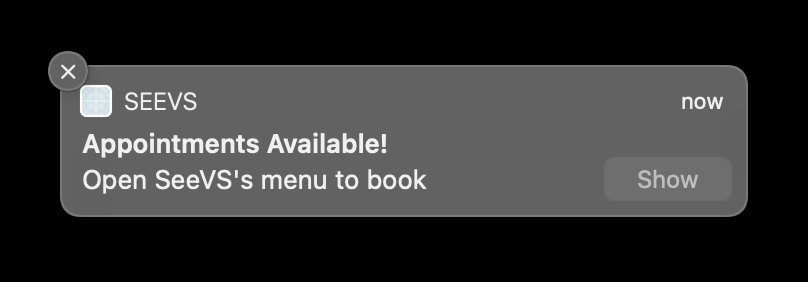 SEEVS
now
Appointments Available!
Open SeeVS's menu to book
Show